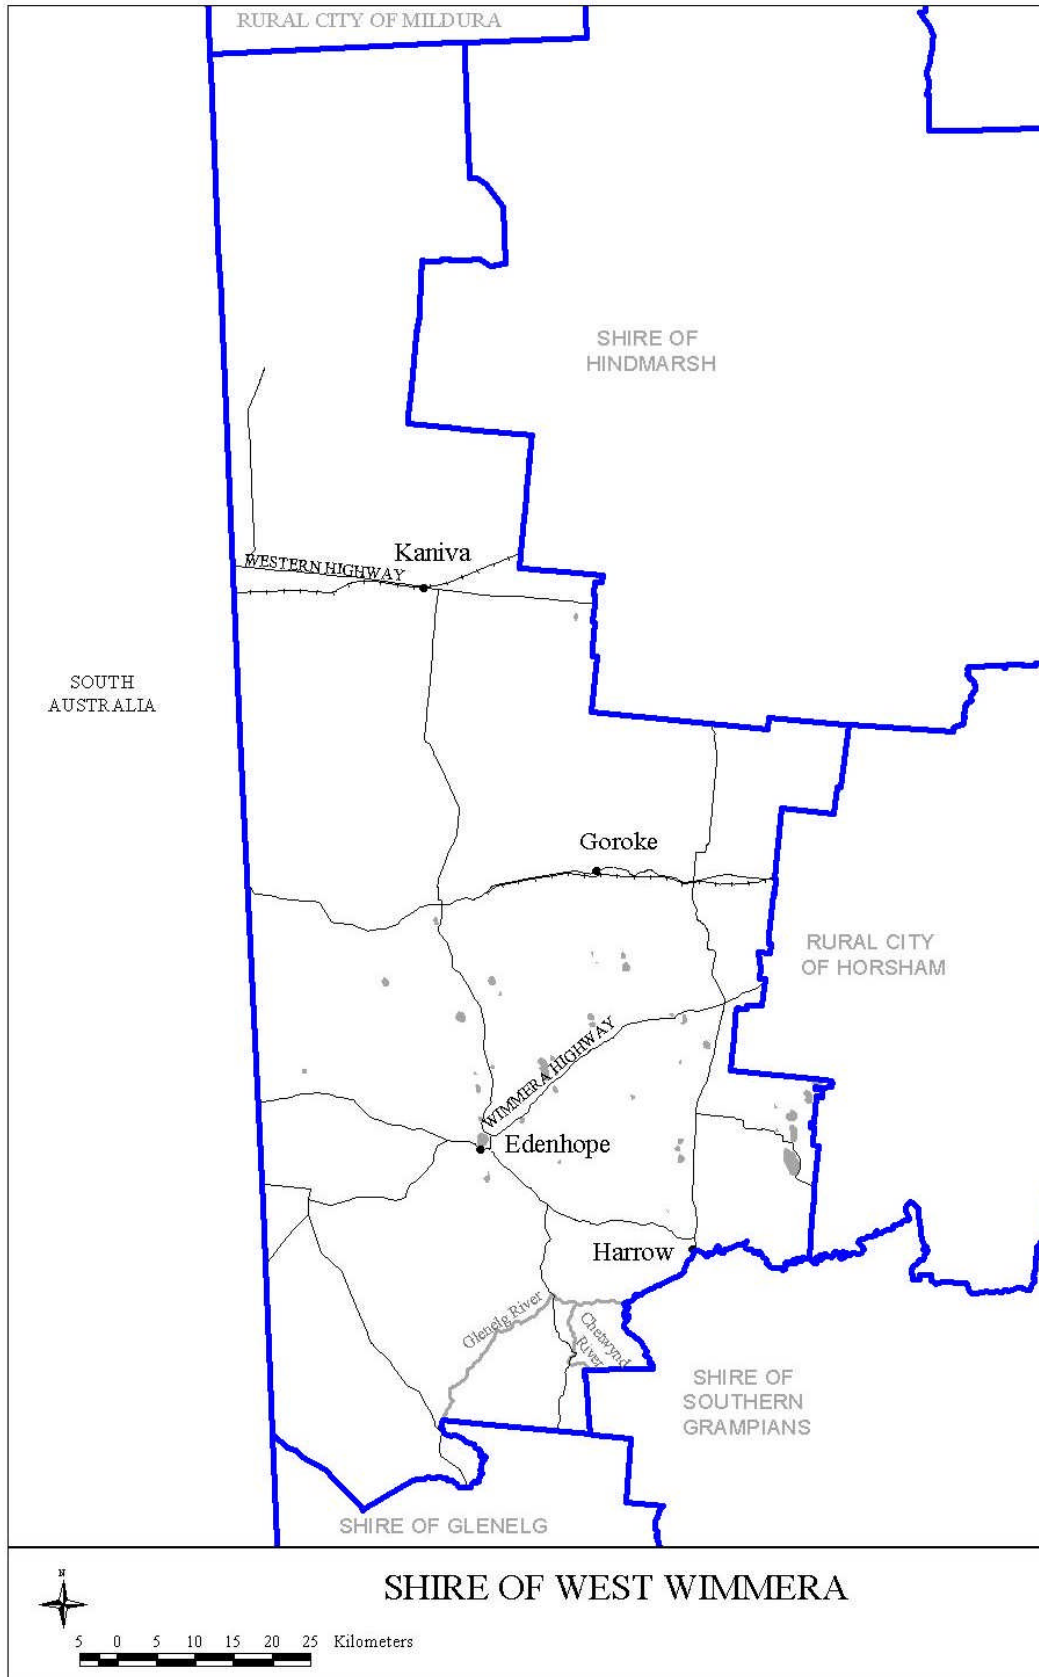 RURAL CITY OF MILDURA
SHIRE OF
HINDMARSH
Kaniva
WESTERN HIGHWAY
SOUTH
AUSTRALIA
Goroke
RURAL CITY
OF HORSHAM
WIMMERA HIGHWAY
Edenhope
Harrow
Glenelg River
Chetwynd
River
SHIRE OF
SOUTHERN
GRAMPIANS
SHIRE OF GLENELG
N
SHIRE OF WEST WIMMERA
5 0 5 10 15 20 25 Kilometers